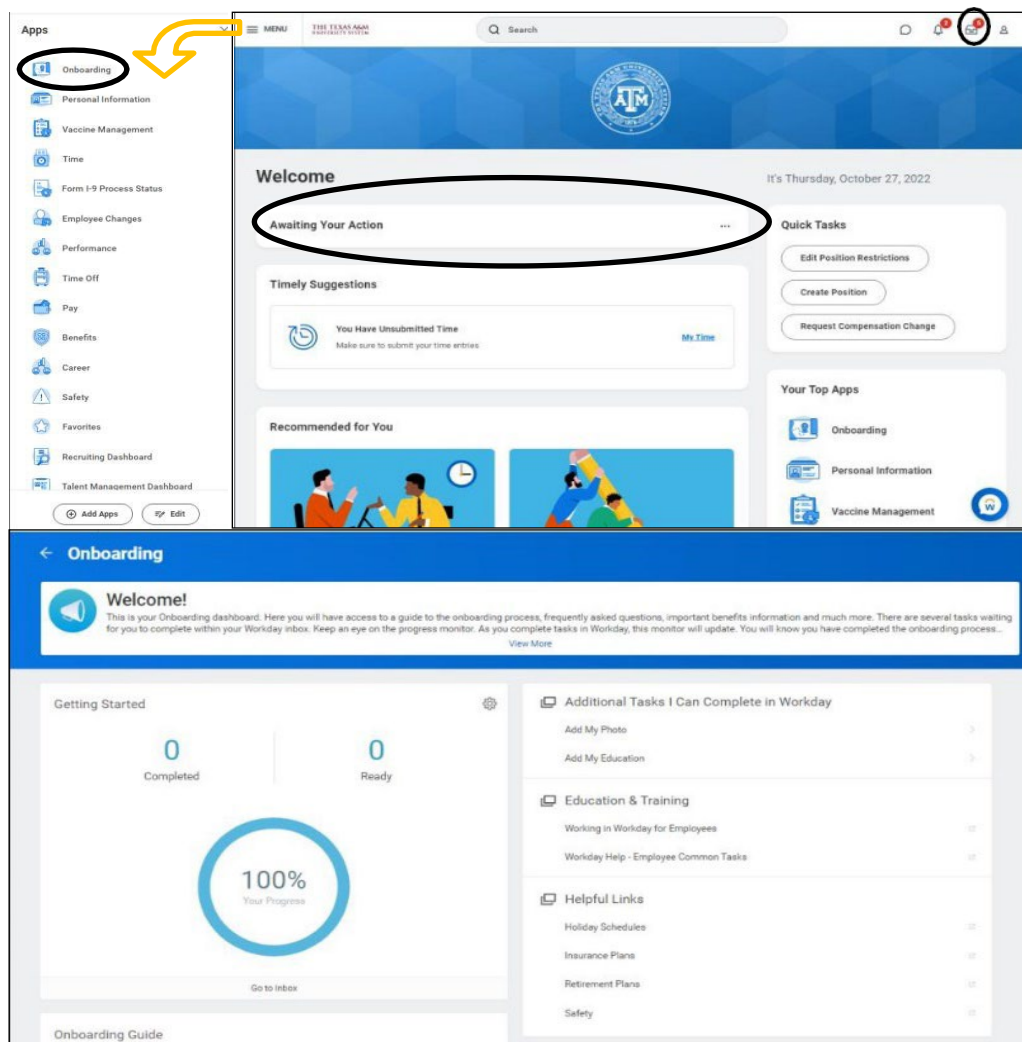 Apps
Onboarding
Personal Information
Vaccine Management
Time
Form I-9 Process Status
Employee Changes
Performance
Time Off
Pay
Benefits
Career
Safety
Favorites
Recruiting Dashboard
Talent Management Dashboard
Add Apps
Edit
MENU
THE TEXAS A&M
UNIVERSITY SYSTEM
Search
Welcome
It's Thursday, October 27, 2022
Awaiting Your Action
Timely Suggestions
You Have Unsubmitted Time
Make sure to submit your time entries
My Time
Recommended for You
Quick Tasks
Edit Position Restrictions
Create Position
Request Compensation Change
Your Top Apps
Onboarding
Personal Information
Vaccine Management
Onboarding
Welcome!
This is your Onboarding dashboard. Here you will have access to a guide to the onboarding process, frequently asked questions, important benefits information and much more. There are several tasks waiting
for you to complete within your Workday inbox. Keep an eye on the progress monitor. As you complete tasks in Workday, this monitor will update. You will know you have completed the onboarding process...
View More
Getting Started
0
Completed
0
Ready
100%
Your Progress
Go to Inbox
Onboarding Guide
Additional Tasks I Can Complete in Workday
Add My Photo
Add My Education
Education & Training
Working in Workday for Employees
Workday Help - Employee Common Tasks
Helpful Links
Holiday Schedules
Insurance Plans
Retirement Plans
Safety